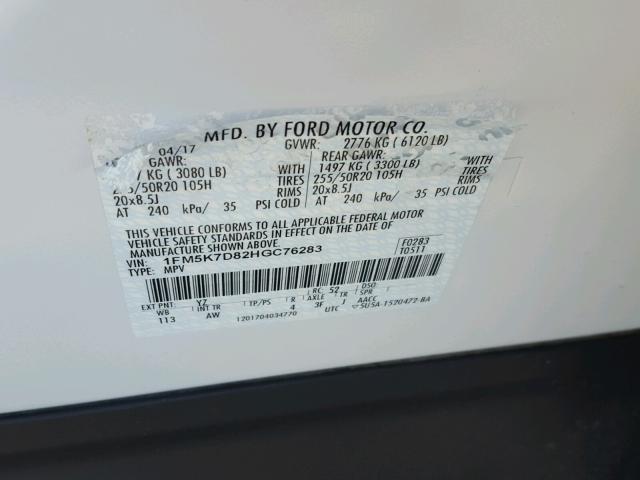 MFD. BY FORD MOTOR CO.
04/17 GVWR: 2776 KG ( 6120 LB)
GAWR: REAR GAWR:
KG ( 3080 LB) WITH 1497 KG ( 3300 LB) WITH
/50R20 105H TIRES 255/50R20 105H TIRES
20x8.5J RIMS 20x8.5J RIMS
AT 240 kPa/ 35 PSI COLD AT 240 kPa/ 35 PSI COLD
THIS VEHICLE CONFORMS TO ALL APPLICABLE FEDERAL MOTOR
VEHICLE SAFETY STANDARDS IN EFFECT ON THE DATE OF
MANUFACTURE SHOWN ABOVE.
VIN: 1FM5K7D82HGC76283 F0283
TYPE: MPV T0511
EXT PNT: YZ RC: 52 DSO:
WB INT TR TP/PS R AXLE TR SPR
113 AW 4 3F J AACC
1201704034770 UTC 5U5A-1520472-BA